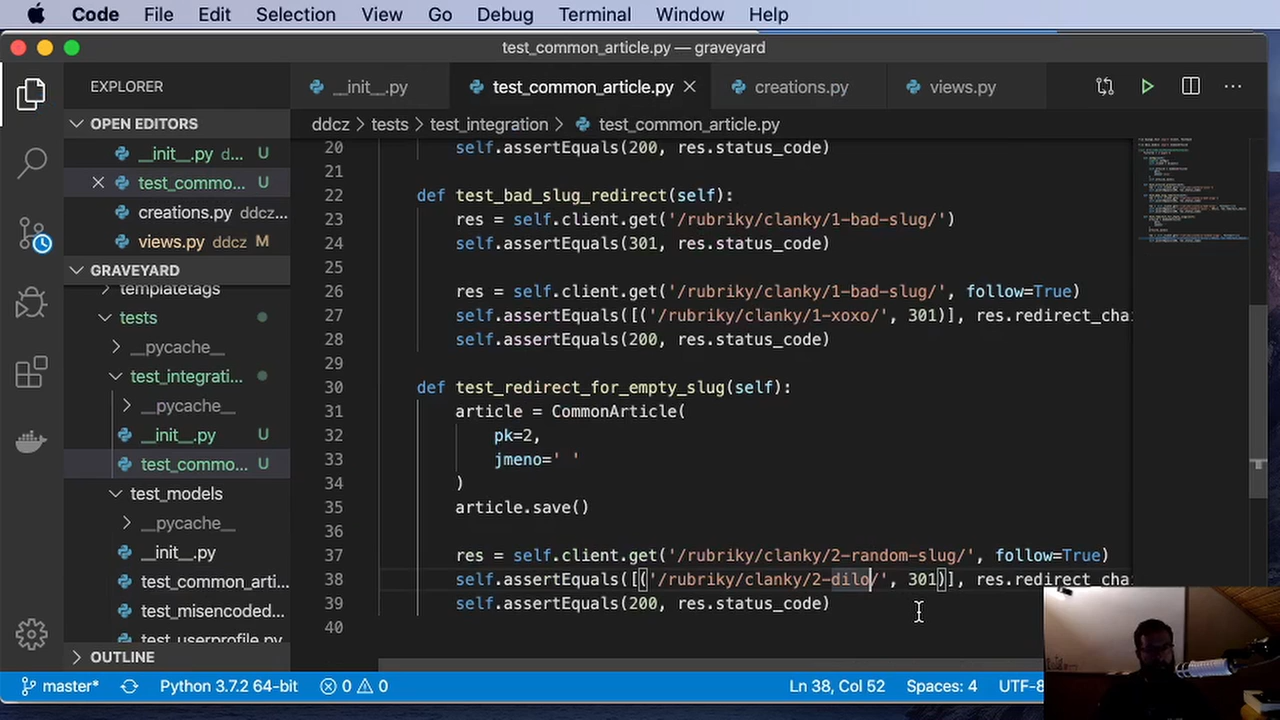 Code File Edit Selection View Go Debug Terminal Window Help
test_common_article.py — graveyard
EXPLORER
__init__.py test_common_article.py creations.py views.py ...
OPEN EDITORS
ddcz > tests > test_integration > test_common_article.py
__init__.py d... U
test_commo... U
creations.py ddcz...
views.py ddcz M
GRAVEYARD
templatetags
tests
__pycache__
test_integrati...
__pycache__
__init__.py U
test_commo... U
test_models
__pycache__
__init__.py
test_common_arti...
test_misencoded...
test_userprofile.py
OUTLINE
20 self.assertEquals(200, res.status_code)
21
22 def test_bad_slug_redirect(self):
23 res = self.client.get('/rubriky/clanky/1-bad-slug/')
24 self.assertEquals(301, res.status_code)
25
26 res = self.client.get('/rubriky/clanky/1-bad-slug/', follow=True)
27 self.assertEquals([('/rubriky/clanky/1-xoxo/', 301)], res.redirect_cha
28 self.assertEquals(200, res.status_code)
29
30 def test_redirect_for_empty_slug(self):
31 article = CommonArticle(
32 pk=2,
33 jmeno=' '
34 )
35 article.save()
36
37 res = self.client.get('/rubriky/clanky/2-random-slug/', follow=True)
38 self.assertEquals([('/rubriky/clanky/2-dilo/', 301)], res.redirect_cha
39 self.assertEquals(200, res.status_code)
40
master* Python 3.7.2 64-bit 0 0 Ln 38, Col 52 Spaces: 4 UTF-8